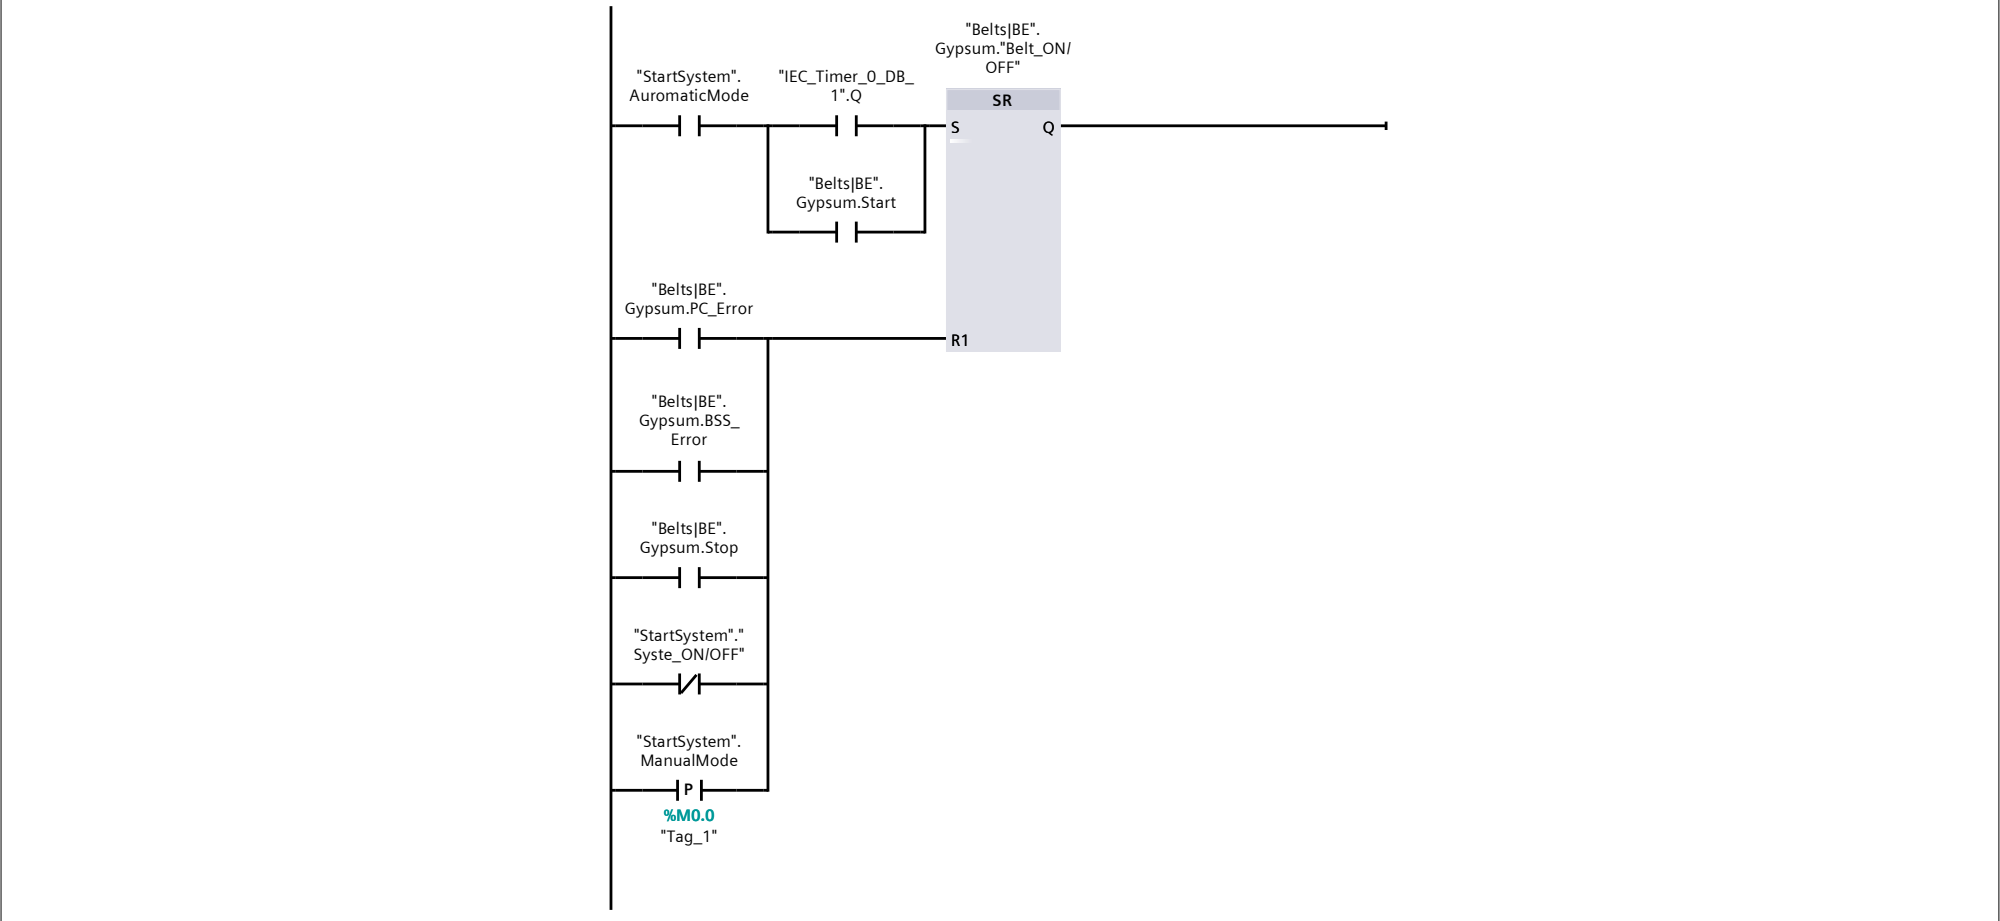 "Belts|BE".
Gypsum."Belt_ON/
OFF"
"StartSystem".
AuromaticMode
"IEC_Timer_0_DB_
1".Q
SR
S
Q
"Belts|BE".
Gypsum.Start
"Belts|BE".
Gypsum.PC_Error
R1
"Belts|BE".
Gypsum.BSS_
Error
"Belts|BE".
Gypsum.Stop
"StartSystem"."
Syste_ON/OFF"
"StartSystem".
ManualMode
P
%M0.0
"Tag_1"